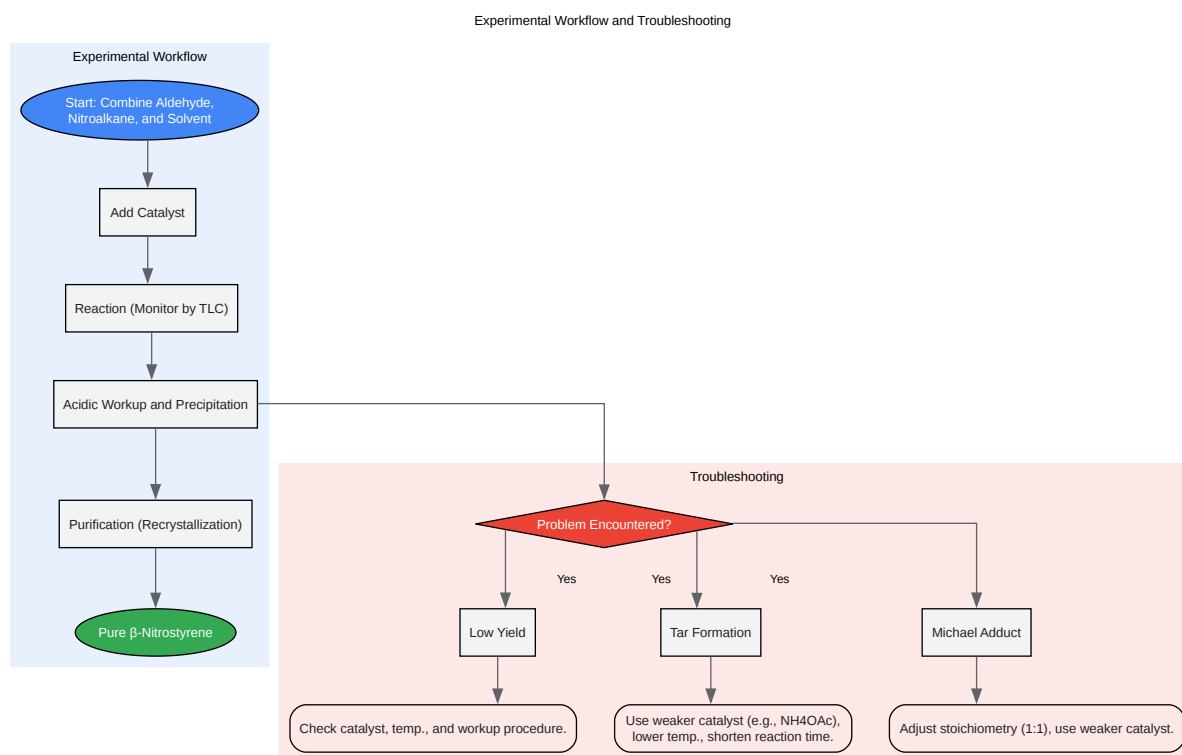 Experimental Workflow and Troubleshooting
Experimental Workflow
Start: Combine Aldehyde,
Nitroalkane, and Solvent
Add Catalyst
Reaction (Monitor by TLC)
Acidic Workup and Precipitation
Purification (Recrystallization)
Pure β-Nitrostyrene
Troubleshooting
Problem Encountered?
Yes
Yes
Yes
Low Yield
Tar Formation
Michael Adduct
Check catalyst, temp., and workup procedure.
Use weaker catalyst (e.g., NH4OAc),
lower temp., shorten reaction time.
Adjust stoichiometry (1:1), use weaker catalyst.